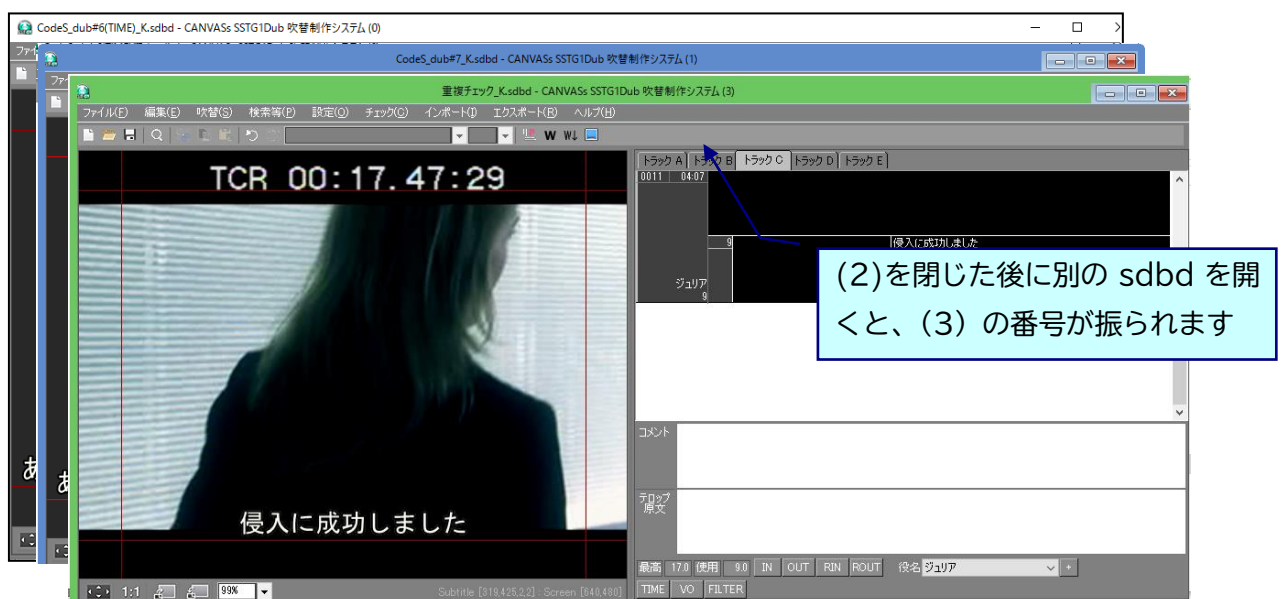 CodeS_dub#6(TIME)_K.sdbd - CANVASs SSTG1Dub 吹替制作システム (0)
CodeS_dub#7_K.sdbd - CANVASs SSTG1Dub 吹替制作システム (1)
重複チェック_K.sdbd - CANVASs SSTG1Dub 吹替制作システム (3)
ファイル(F) 編集(E) 吹替(S) 検索等(P) 設定(O) チェック(C) インポート(I) エクスポート(R) ヘルプ(H)
W W↓
トラック A トラック B トラック C トラック D トラック E
TCR 00:17.47:29
0011 04:07
9 侵入に成功しました
ジュリア
9
(2)を閉じた後に別の sdbd を開
くと、(3) の番号が振られます
コメント
テロップ
原文
侵入に成功しました
最高 17.0 使用 9.0 IN OUT RIN ROUT 役名 ジュリア +
1:1 99% Subtitle [319,425,2,2] : Screen [640,480]
TIME VO FILTER